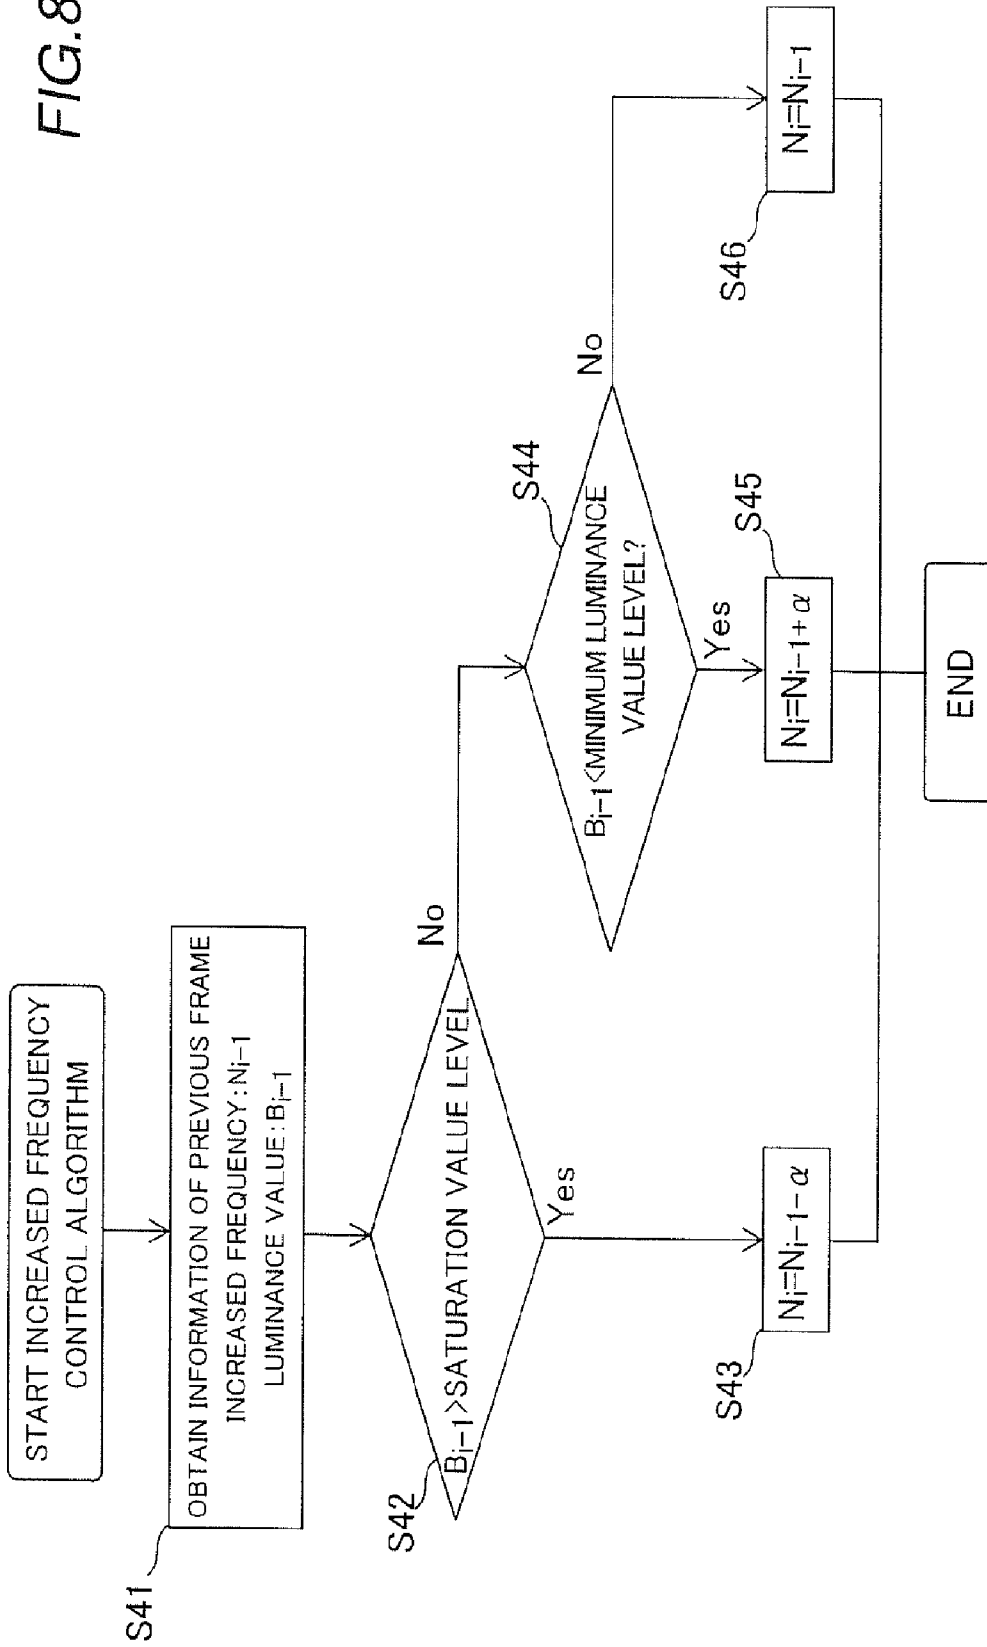 FIG.8
START INCREASED FREQUENCY
CONTROL ALGORITHM
S41
OBTAIN INFORMATION OF PREVIOUS FRAME
INCREASED FREQUENCY:Ni-1
LUMINANCE VALUE:Bi-1
S42
Bi-1>SATURATION VALUE LEVEL
No
Yes
S43
Ni=Ni-1-α
S44
Bi-1<MINIMUM LUMINANCE
VALUE LEVEL?
No
Yes
S45
Ni=Ni-1+α
S46
Ni=Ni-1
END